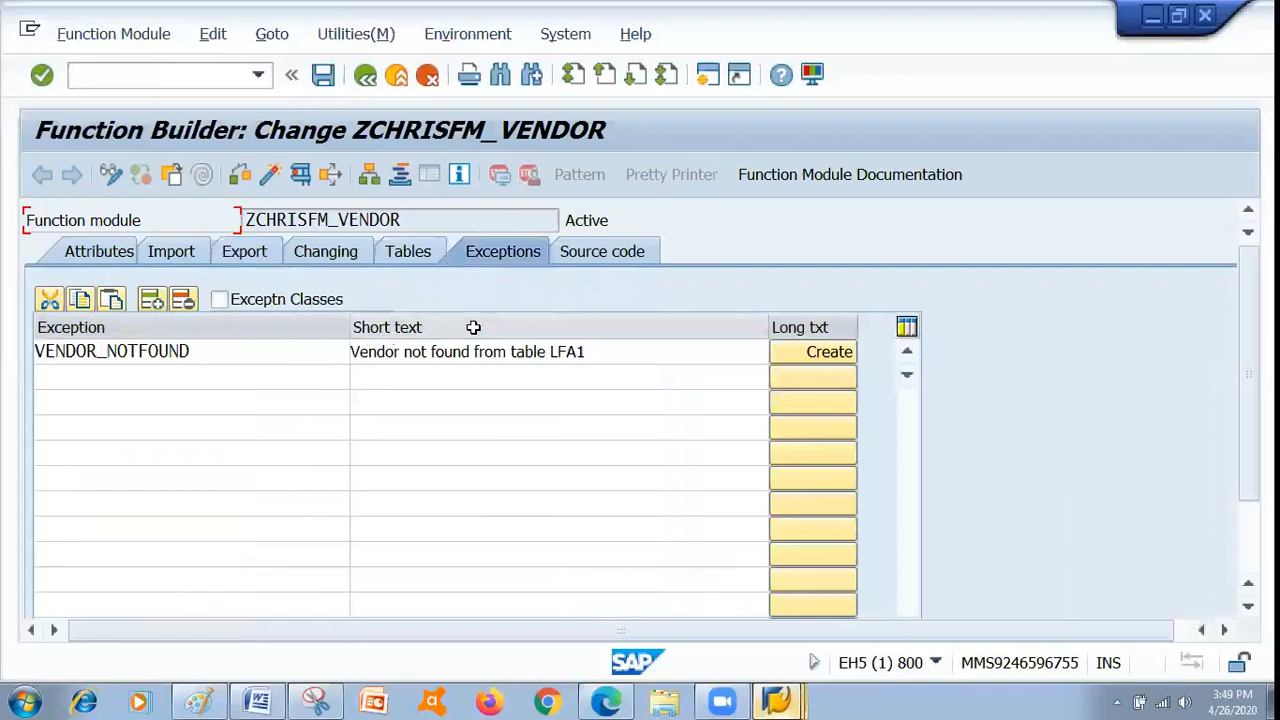 Function Module Edit Goto Utilities(M) Environment System Help
Function Builder: Change ZCHRISFM_VENDOR
Pattern Pretty Printer Function Module Documentation
Function module ZCHRISFM_VENDOR Active
Attributes Import Export Changing Tables Exceptions Source code
Exceptn Classes
Exception Short text Long txt
VENDOR_NOTFOUND Vendor not found from table LFA1 Create
SAP EH5 (1) 800 MMS9246596755 INS
3:49 PM
4/26/2020